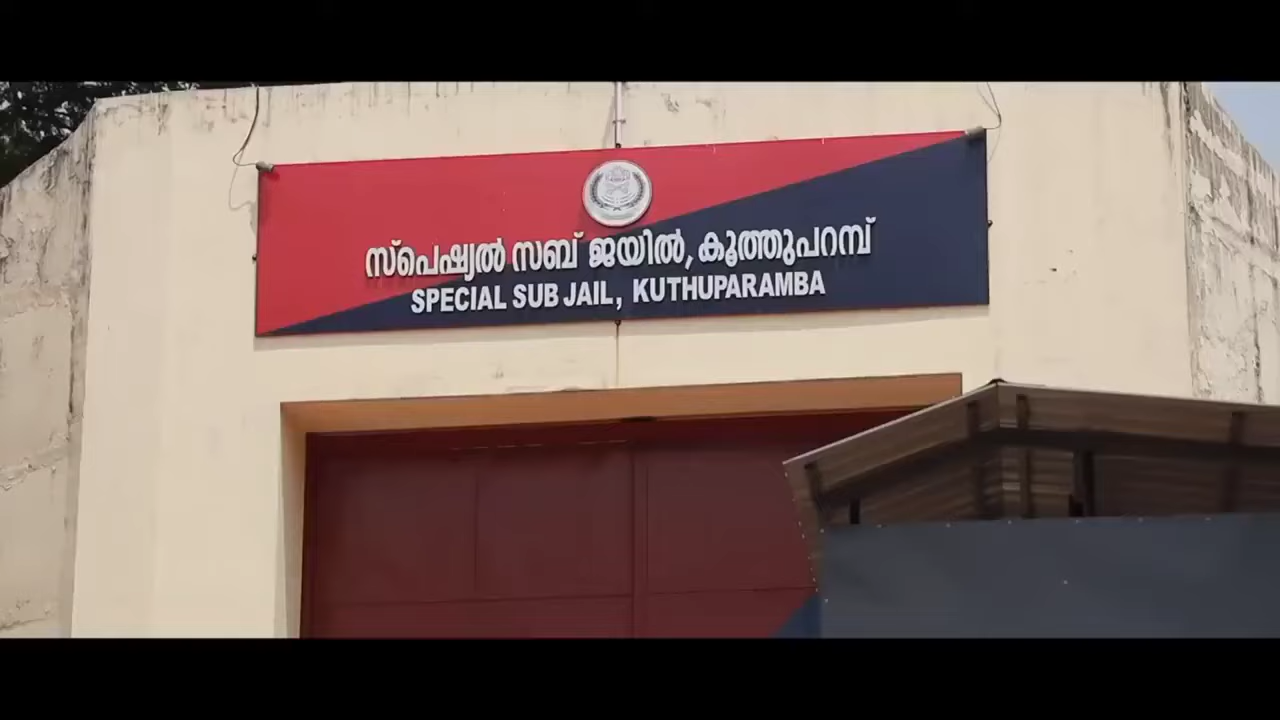 സ്പെഷ്യൽ സബ് ജയിൽ, കൂത്തുപറമ്പ്
SPECIAL SUB JAIL, KUTHUPARAMBA